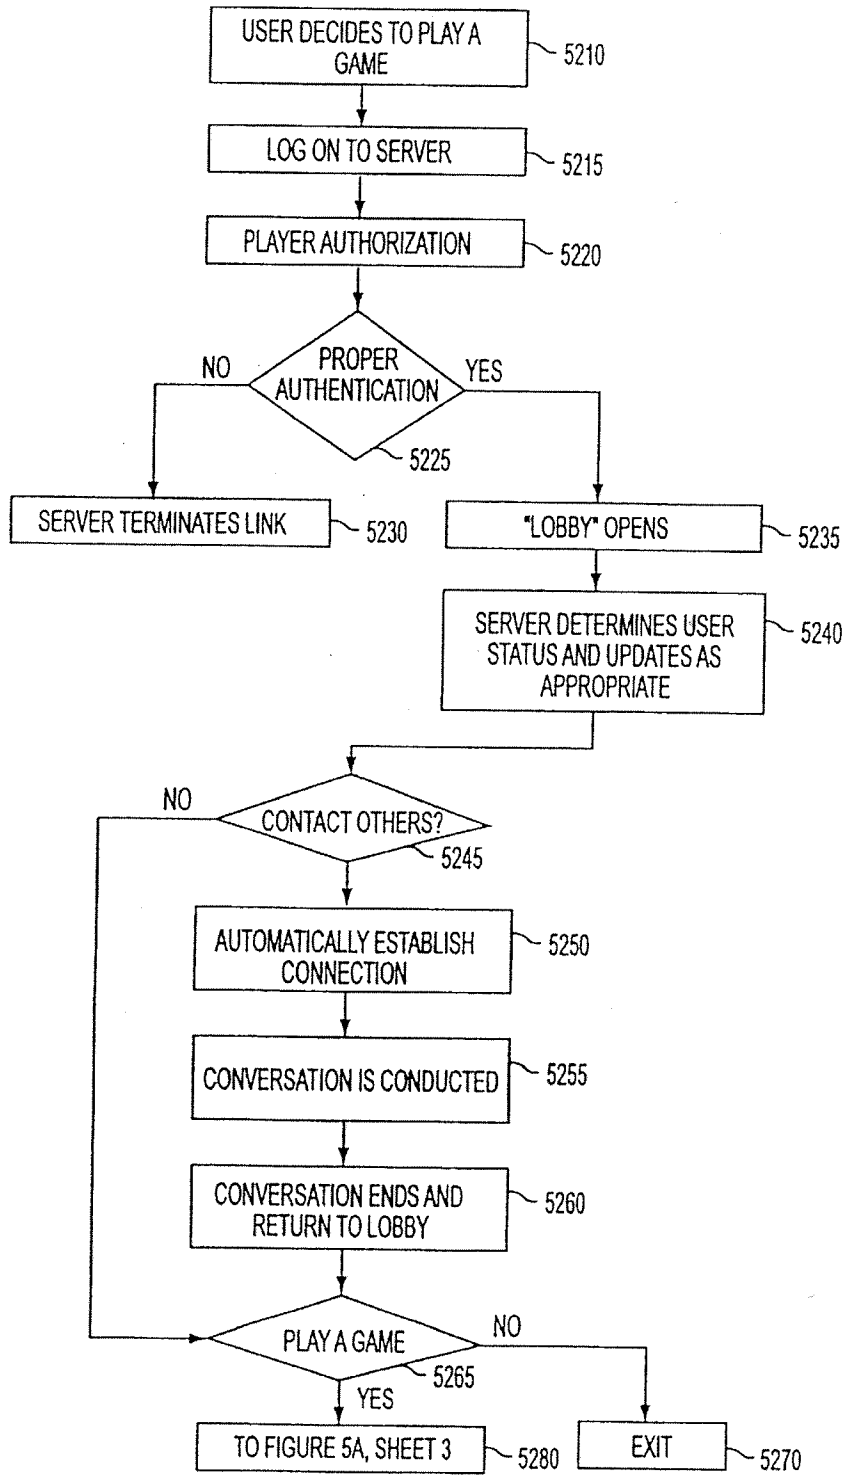 USER DECIDES TO PLAY A
GAME
5210
LOG ON TO SERVER
5215
PLAYER AUTHORIZATION
5220
PROPER
AUTHENTICATION
NO
YES
5225
SERVER TERMINATES LINK
5230
"LOBBY" OPENS
5235
SERVER DETERMINES USER
STATUS AND UPDATES AS
APPROPRIATE
5240
NO
CONTACT OTHERS?
5245
AUTOMATICALLY ESTABLISH
CONNECTION
5250
CONVERSATION IS CONDUCTED
5255
CONVERSATION ENDS AND
RETURN TO LOBBY
5260
PLAY A GAME
NO
5265
YES
TO FIGURE 5A, SHEET 3
5280
EXIT
5270